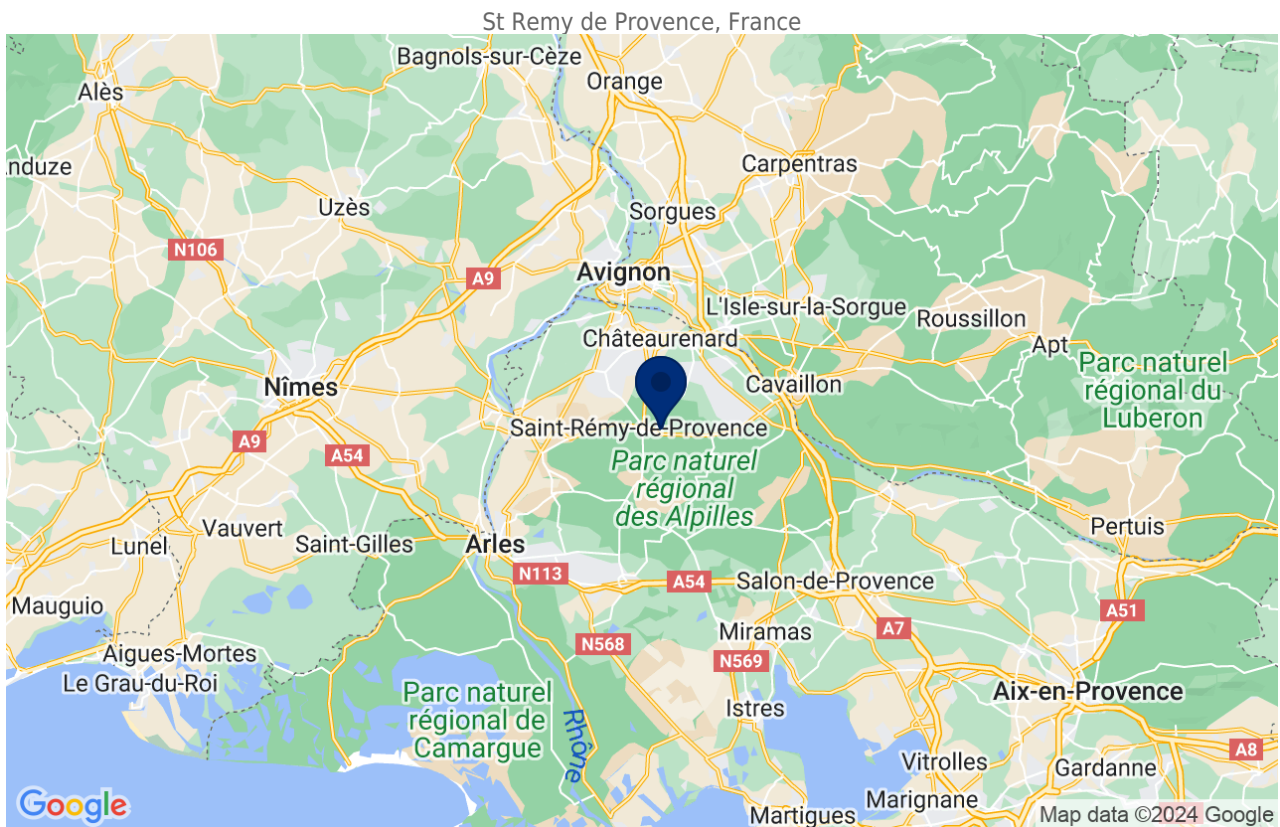 St Remy de Provence, France
Bagnols-sur-Cèze
Orange
Alès
Carpentras
nduze
Uzès
Sorgues
N106
Avignon
A9
L'Isle-sur-la-Sorgue
Roussillon
Châteaurenard
Apt
Parc naturel
régional du
Luberon
Nîmes
Cavaillon
Saint-Rémy-de-Provence
A9
A54
Parc naturel
régional
des Alpilles
Vauvert
Pertuis
Lunel
Saint-Gilles
Arles
N113
A54
Salon-de-Provence
Mauguio
A51
A7
Miramas
N568
Aigues-Mortes
N569
Le Grau-du-Roi
Parc naturel
régional de
Camargue
Aix-en-Provence
Istres
Rhône
A8
Vitrolles
Gardanne
Marignane
Martigues
Google
Map data ©2024 Google